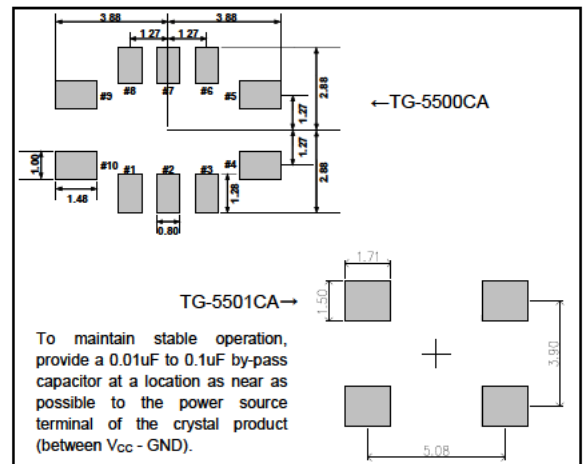 3.88 3.88
1.27 1.27
#8 #7 #6
#9 #5
2.88
1.27
←TG-5500CA
1.27
2.88
1.00
#10 #1 #2 #3 #4
1.48
1.28
0.80
1.71
TG-5501CA→
1.50
3.90
5.08
To maintain stable operation,
provide a 0.01uF to 0.1uF by-pass
capacitor at a location as near as
possible to the power source
terminal of the crystal product
(between VCC - GND).